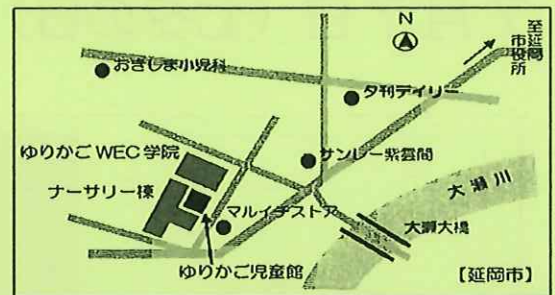 N
至延岡
市役所
おぎしま小児科
夕刊デイリー
ゆりかごWEC学院
サンレー紫雲閣
ナーサリー棟
マルイチストア
大瀬川
大瀬大橋
ゆりかご児童館
【延岡市】